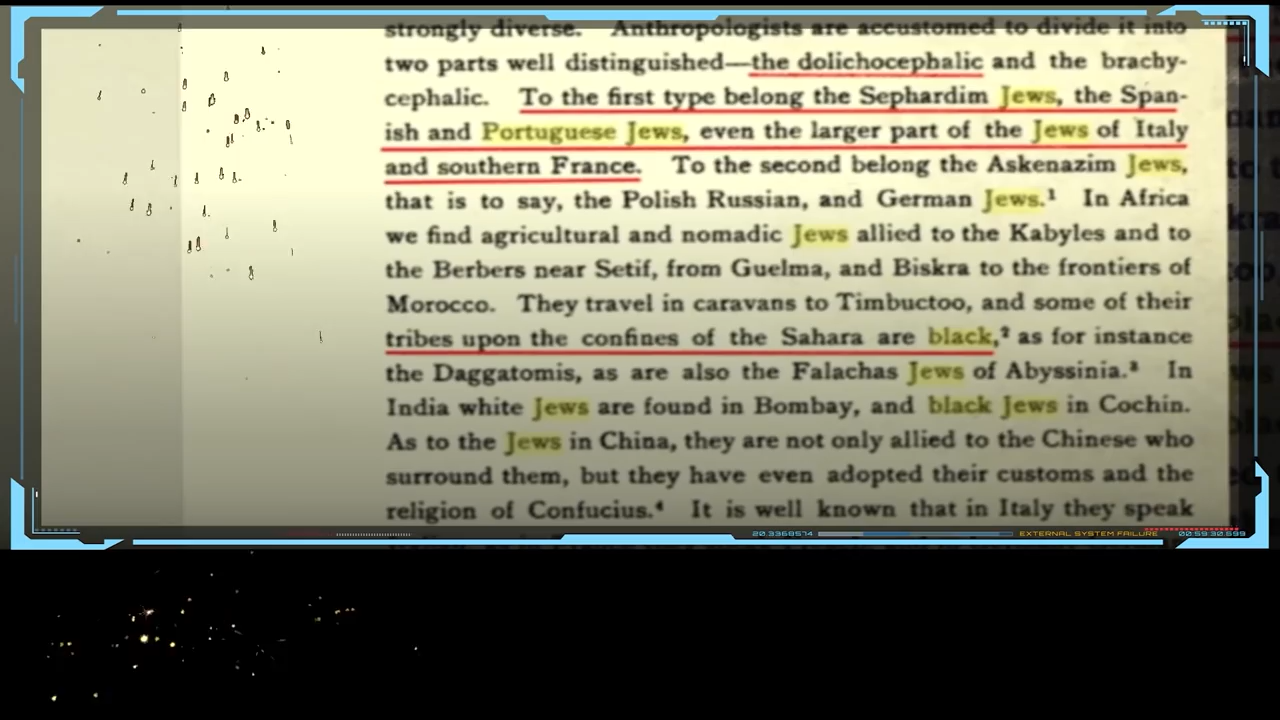 strongly diverse. Anthropologists are accustomed to divide it into
two parts well distinguished—the dolichocephalic and the brachy-
cephalic. To the first type belong the Sephardim Jews, the Span-
ish and Portuguese Jews, even the larger part of the Jews of Italy
and southern France. To the second belong the Askenazim Jews,
that is to say, the Polish Russian, and German Jews.¹ In Africa
we find agricultural and nomadic Jews allied to the Kabyles and to
the Berbers near Setif, from Guelma, and Biskra to the frontiers of
Morocco. They travel in caravans to Timbuctoo, and some of their
tribes upon the confines of the Sahara are black,² as for instance
the Daggatomis, as are also the Falachas Jews of Abyssinia.³ In
India white Jews are found in Bombay, and black Jews in Cochin.
As to the Jews in China, they are not only allied to the Chinese who
surround them, but they have even adopted their customs and the
religion of Confucius.⁴ It is well known that in Italy they speak
20.3368574
EXTERNAL SYSTEM FAILURE